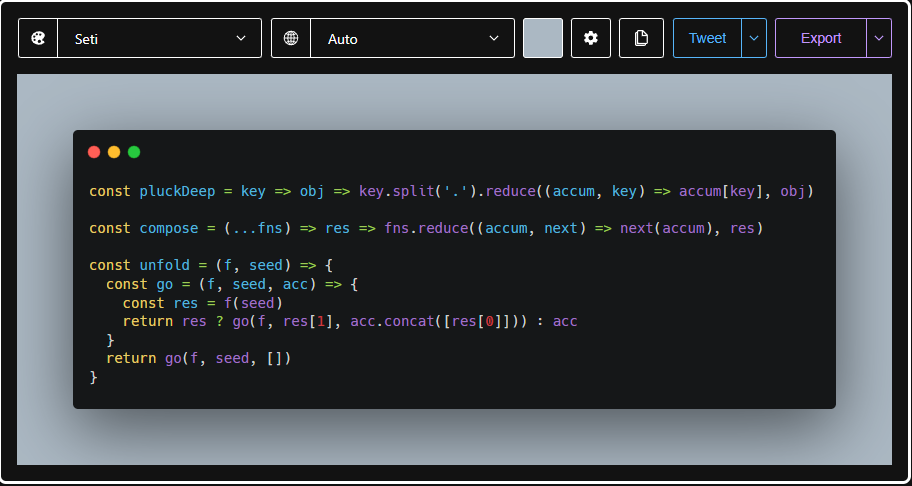 Seti Auto Tweet Export
const pluckDeep = key => obj => key.split('.').reduce((accum, key) => accum[key], obj)
const compose = (...fns) => res => fns.reduce((accum, next) => next(accum), res)
const unfold = (f, seed) => {
  const go = (f, seed, acc) => {
    const res = f(seed)
    return res ? go(f, res[1], acc.concat([res[0]])) : acc
  }
  return go(f, seed, [])
}